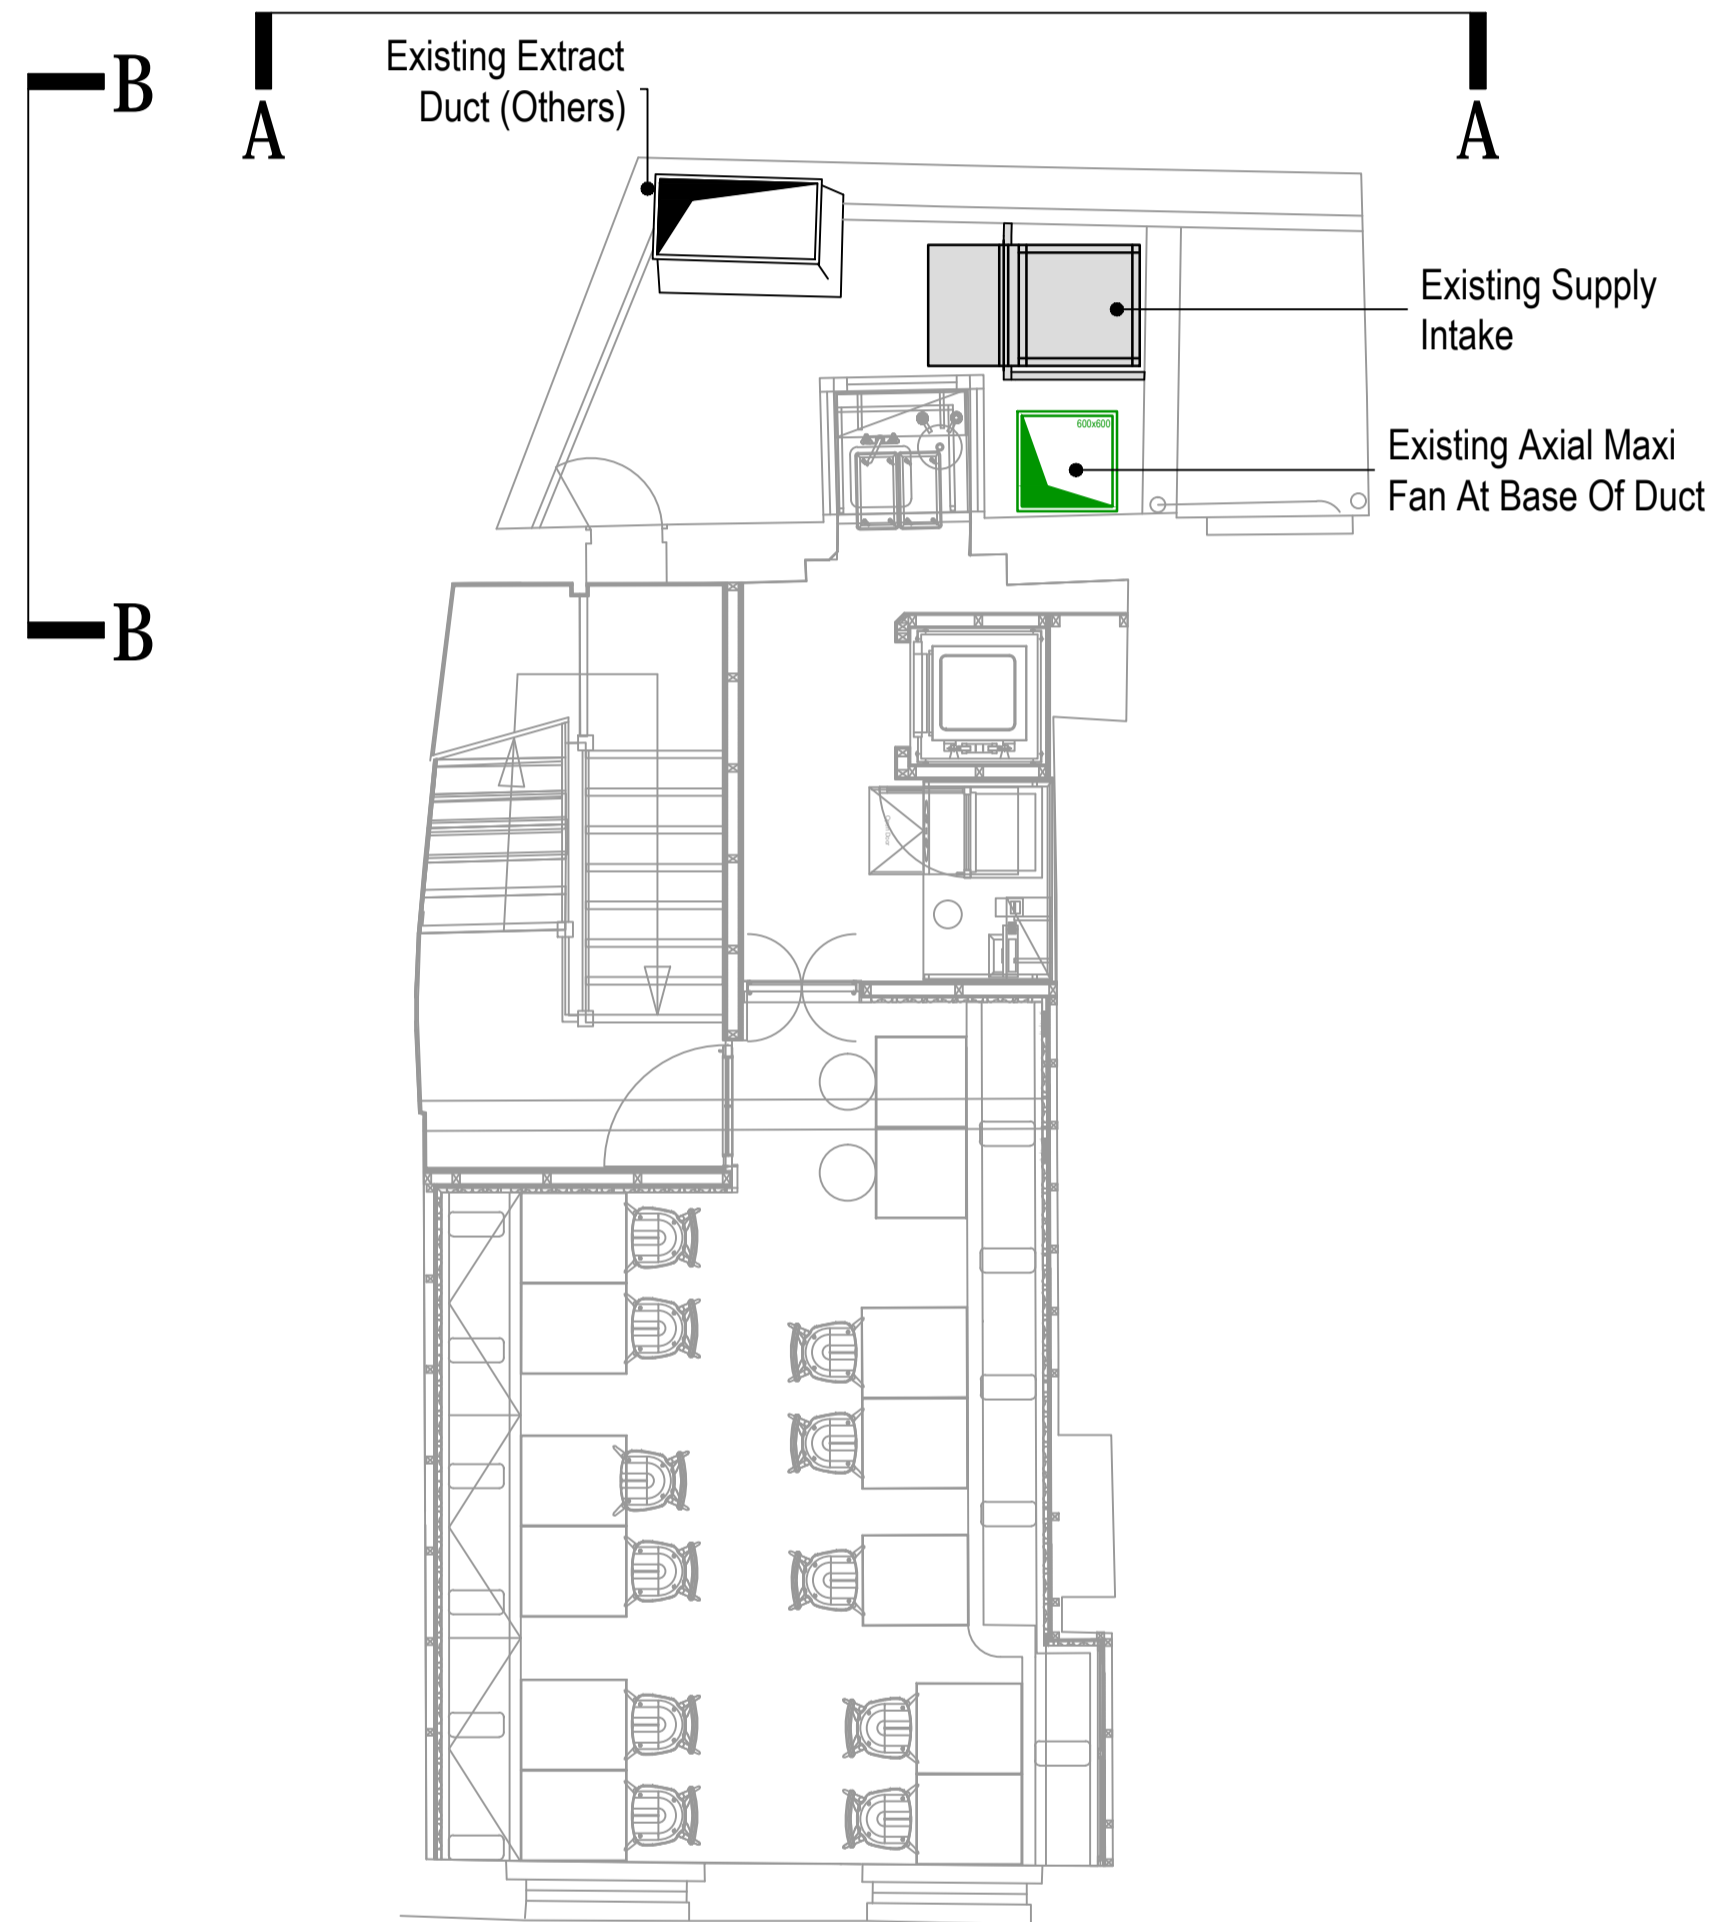 B
A
Existing Extract
Duct (Others)
A
Existing Supply
Intake
600x600
Existing Axial Maxi
Fan At Base Of Duct
B